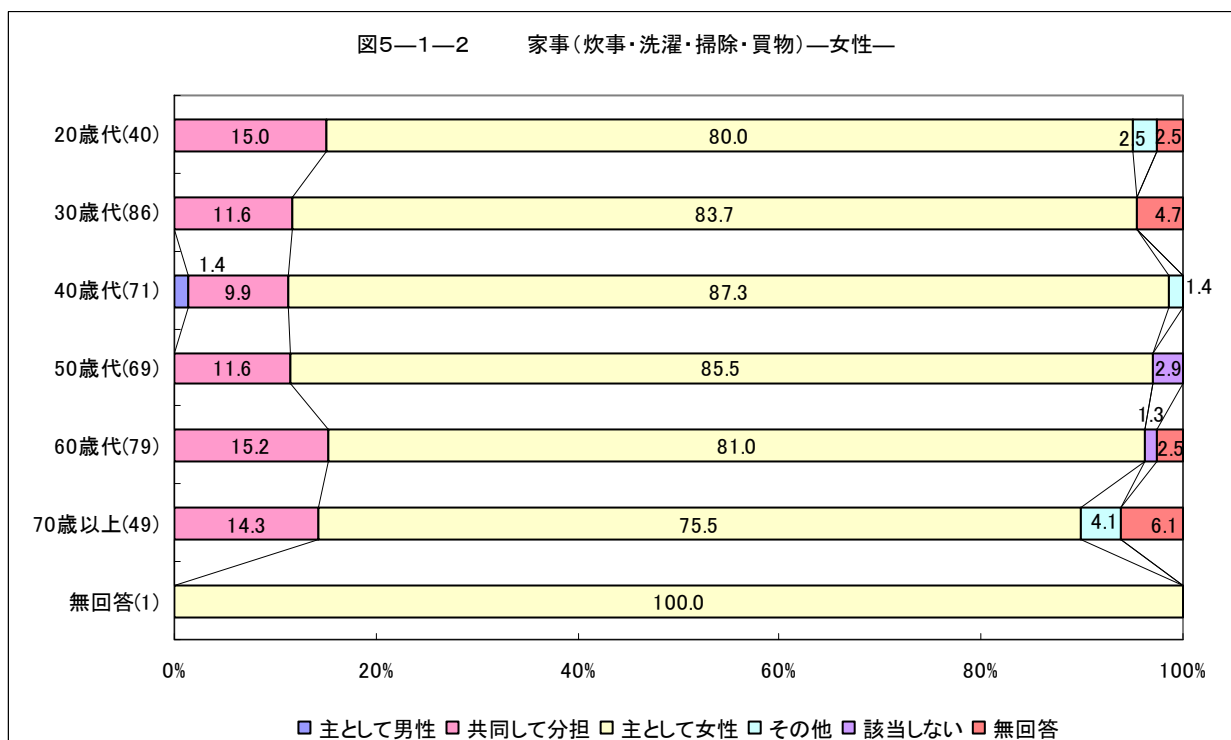 図5―1―2　　家事(炊事・洗濯・掃除・買物)―女性―
20歳代(40) 15.0 80.0 2.5 2.5
30歳代(86) 11.6 83.7 4.7
1.4
40歳代(71) 9.9 87.3 1.4
50歳代(69) 11.6 85.5 2.9
1.3
60歳代(79) 15.2 81.0 2.5
70歳以上(49) 14.3 75.5 4.1 6.1
無回答(1) 100.0
0% 20% 40% 60% 80% 100%
主として男性 共同して分担 主として女性 その他 該当しない 無回答